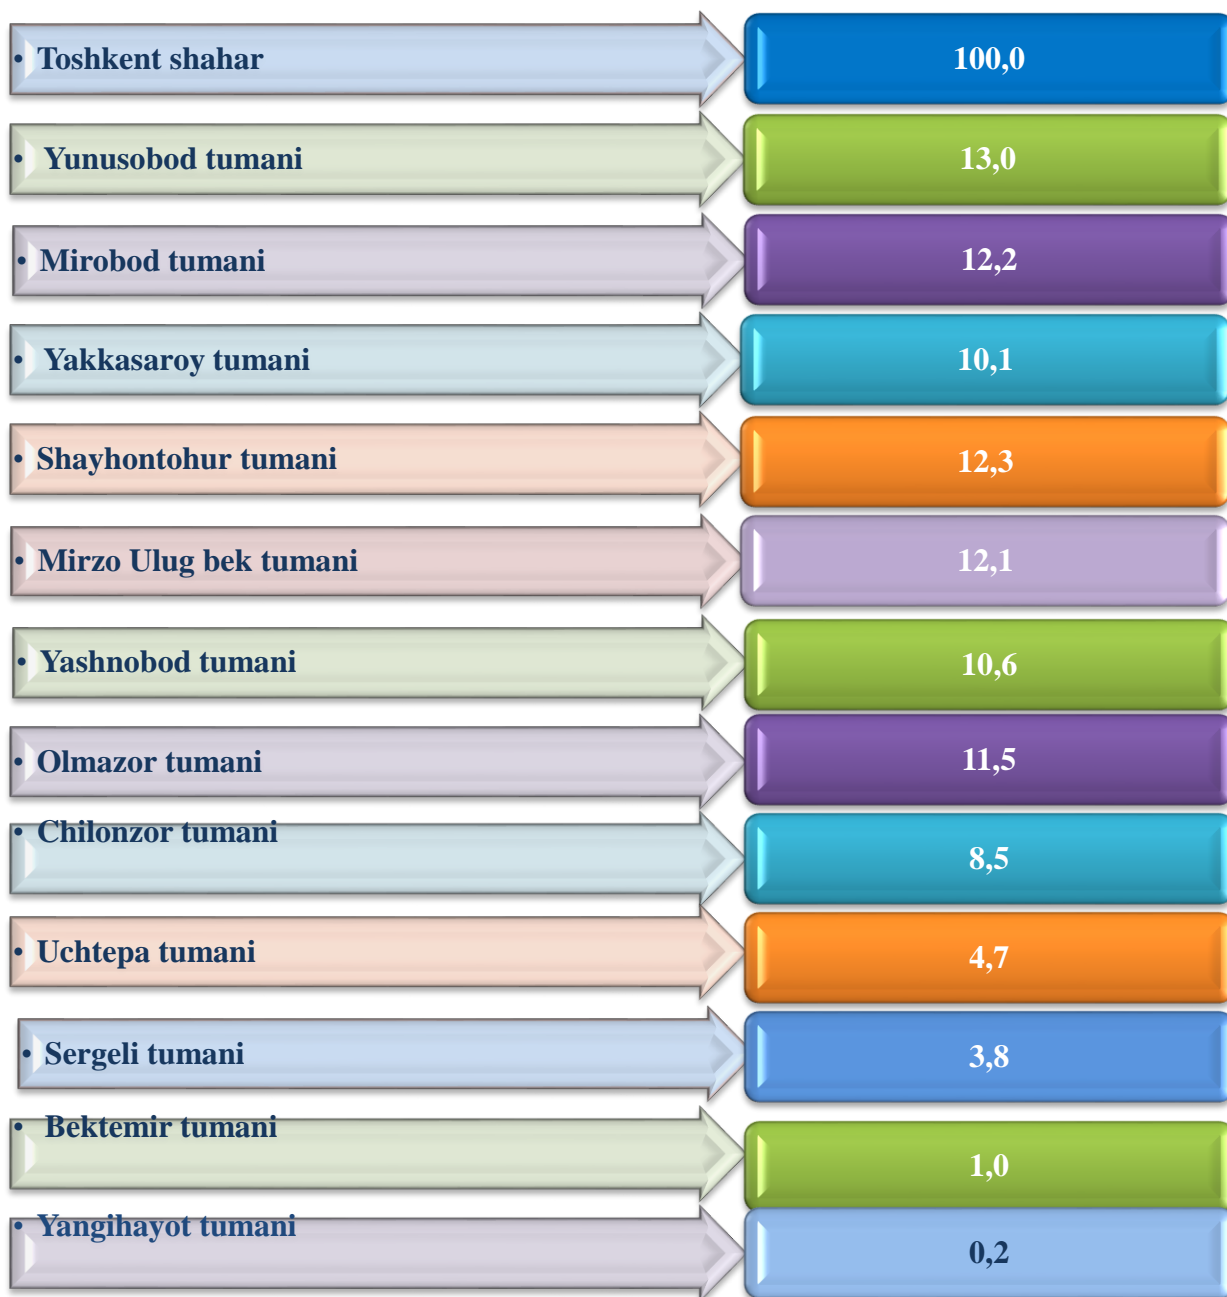 • Toshkent shahar 100,0
• Yunusobod tumani 13,0
• Mirobod tumani 12,2
• Yakkasaroy tumani 10,1
• Shayhontohur tumani 12,3
• Mirzo Ulug bek tumani 12,1
• Yashnobod tumani 10,6
• Olmazor tumani 11,5
• Chilonzor tumani 8,5
• Uchtepa tumani 4,7
• Sergeli tumani 3,8
• Bektemir tumani 1,0
• Yangihayot tumani 0,2